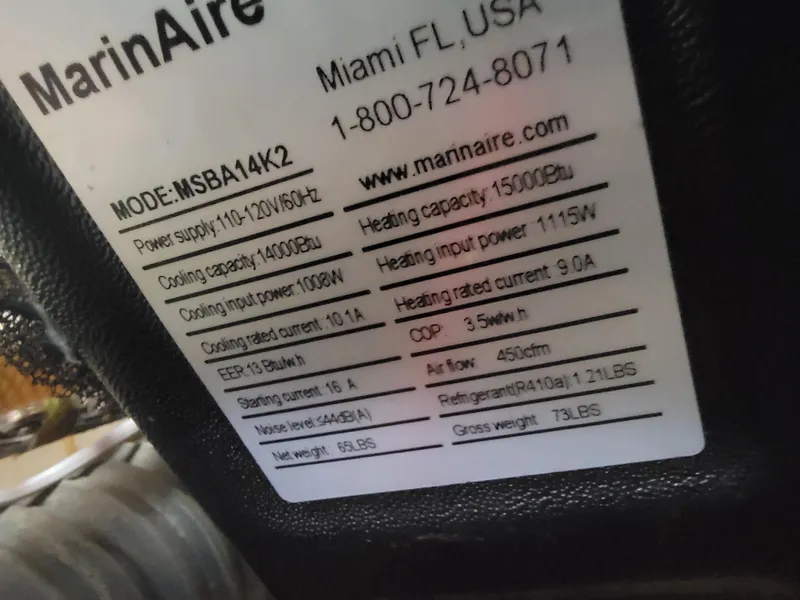 MarinAire
Miami FL,USA
1-800-724-8071
MODE:MSBA14K2
www.marinaire.com
Power supply:110-120V/60Hz
Heating capacity:15000Btu
Cooling capacity:14000Btu
Heating input power 1115W
Cooling input power:1008W
Heating rated current 9.0A
Cooling rated current:10.1A
COP: 3.5w/w.h
EER:13 Btu/w.h
Air flow: 450cfm
Starting current:16 A
Refrigerant(R410a):1.21LBS
Noise level:≤44dB(A)
Gross weight 73LBS
Net weight: 65LBS